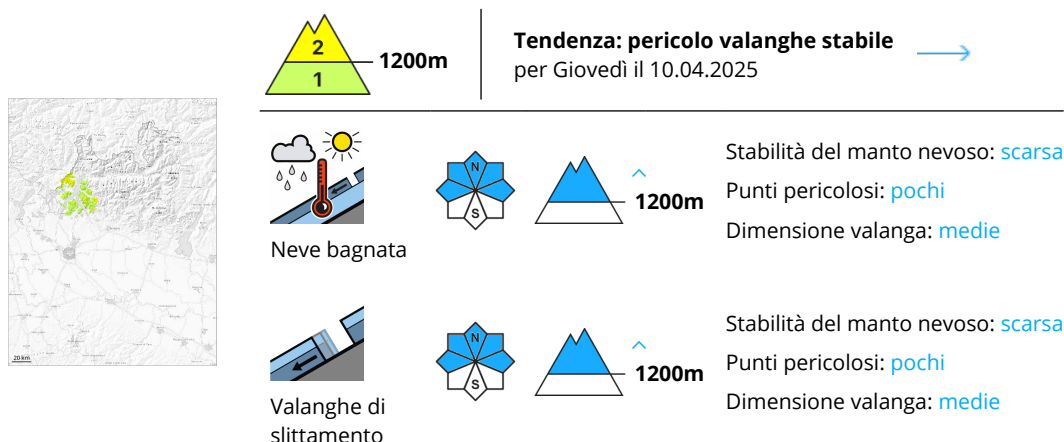 2
1200m
1
Tendenza: pericolo valanghe stabile
per Giovedì il 10.04.2025
20 km
N
S
1200m
Neve bagnata
Stabilità del manto nevoso: scarsa
Punti pericolosi: pochi
Dimensione valanga: medie
N
S
1200m
Valanghe di
slittamento
Stabilità del manto nevoso: scarsa
Punti pericolosi: pochi
Dimensione valanga: medie